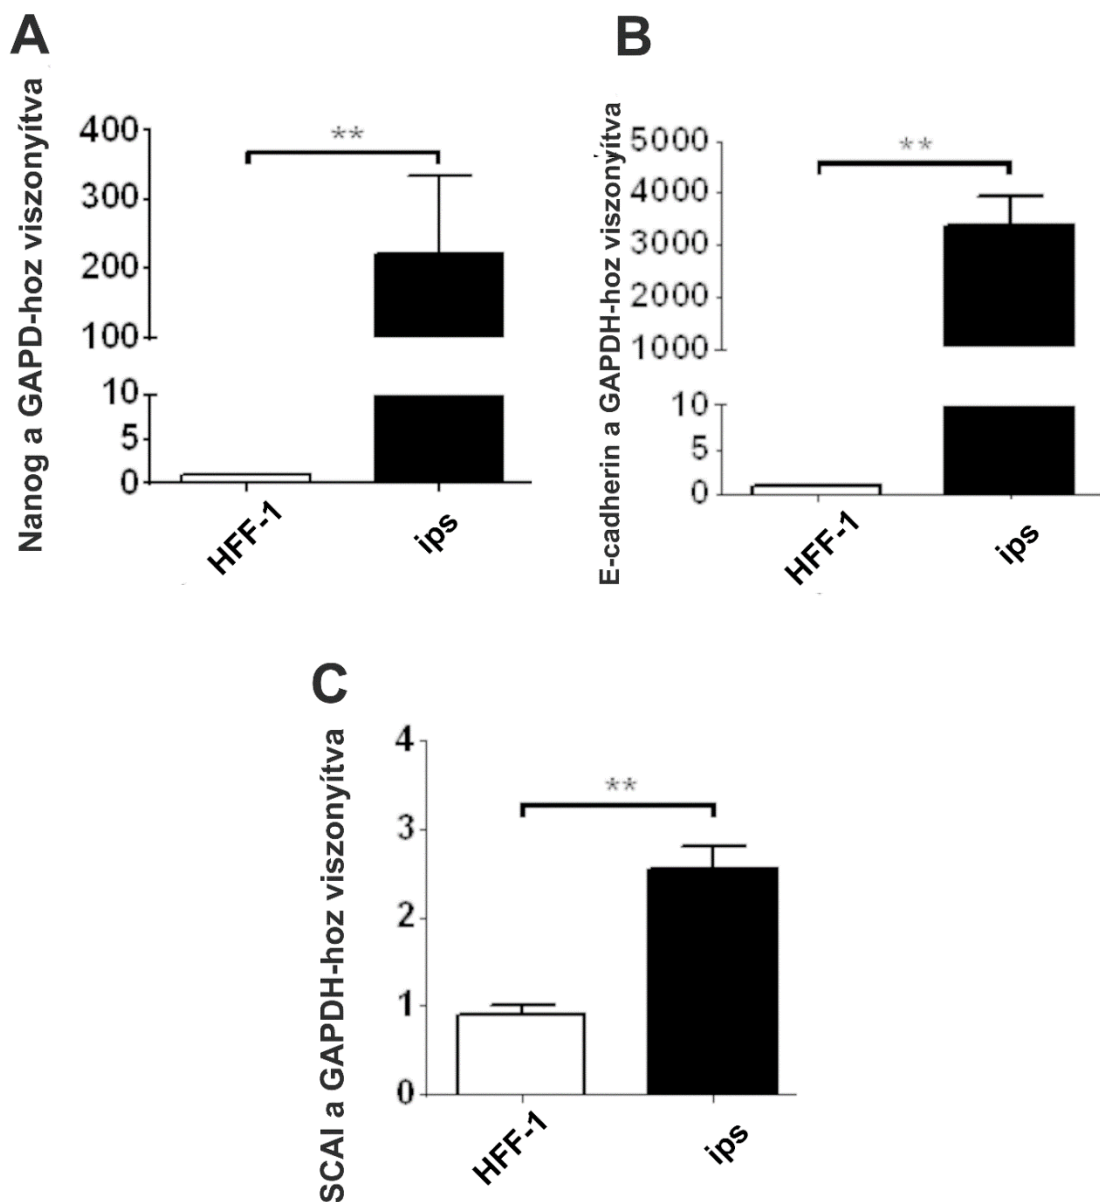 A
Nanog a GAPD-hoz viszonyítva
400
300
200
100
10
5
0
**
HFF-1
ips
B
E-cadherin a GAPDH-hoz viszonyítva
5000
4000
3000
2000
1000
10
5
0
**
HFF-1
ips
C
SCAI a GAPDH-hoz viszonyítva
4
3
2
1
0
**
HFF-1
ips